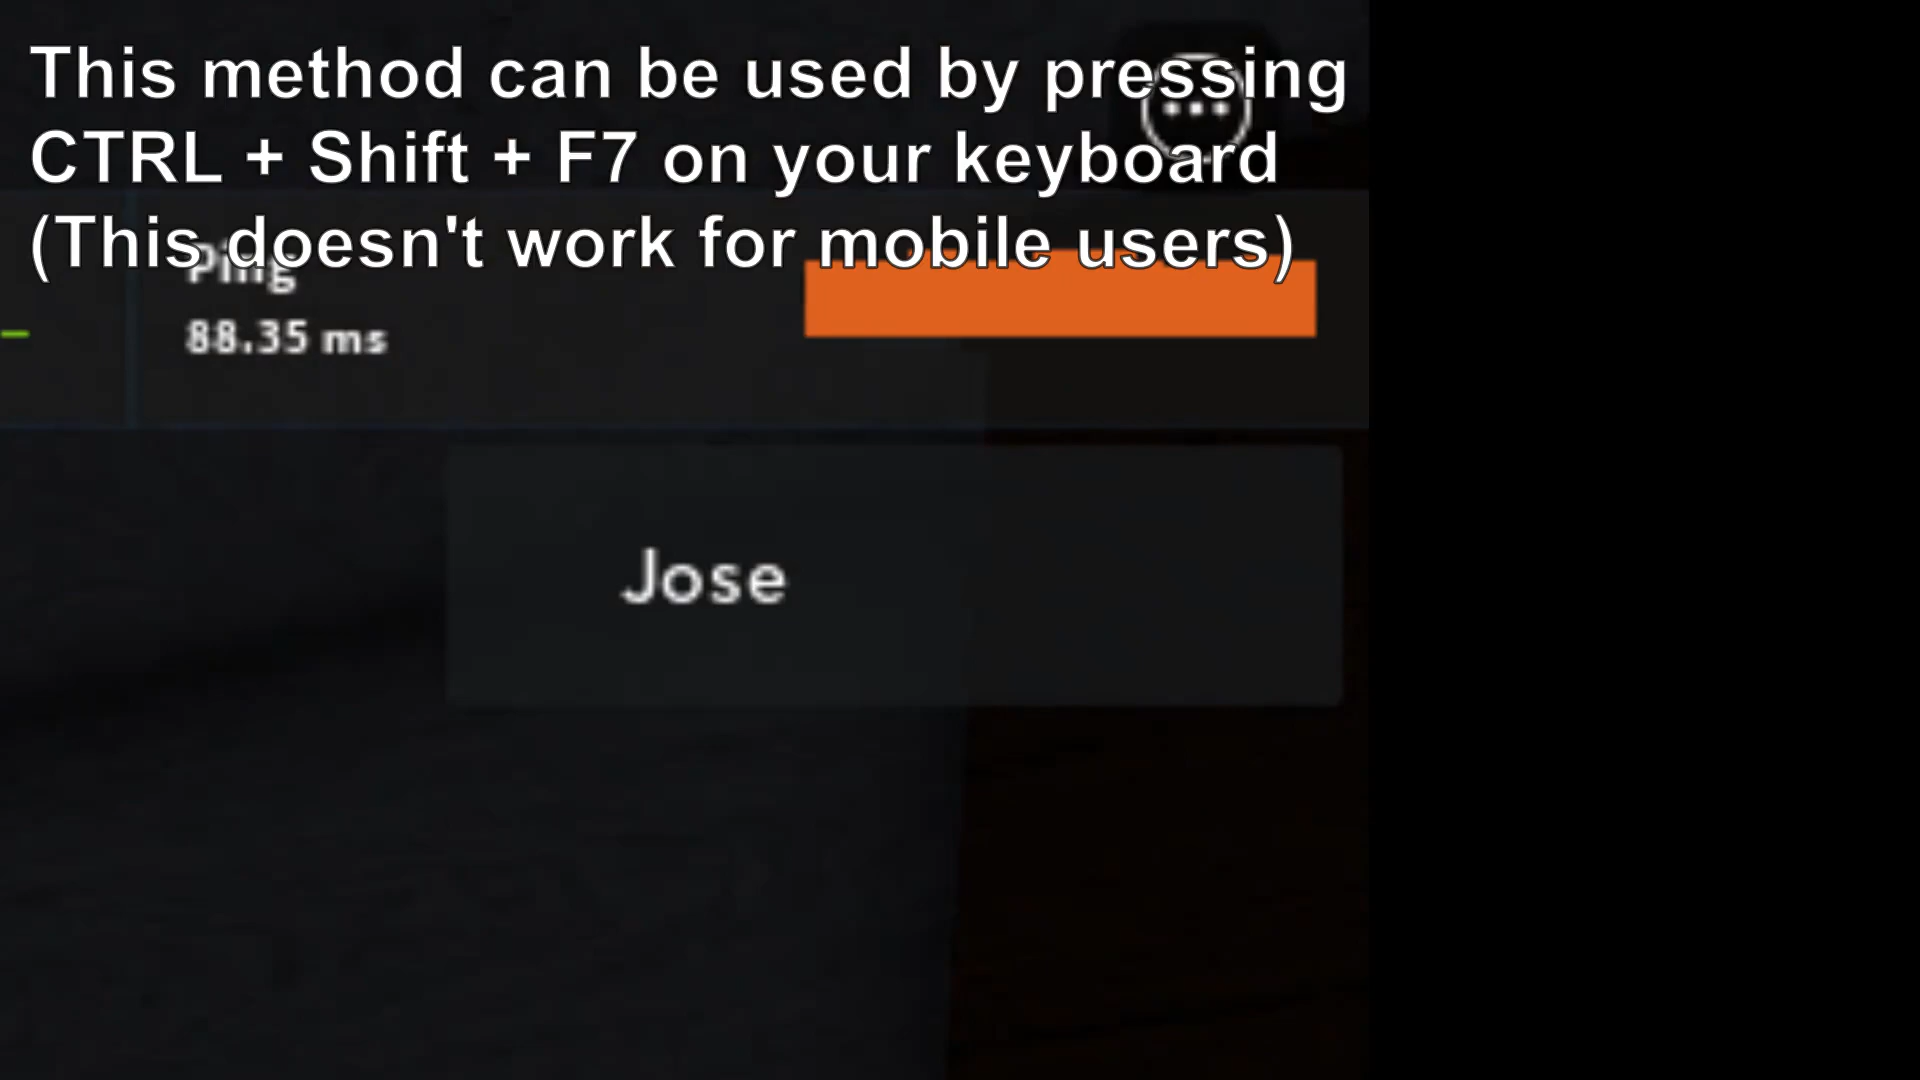 This method can be used by pressing
CTRL + Shift + F7 on your keyboard
(This doesn't work for mobile users)
Ping
88.35 ms
Jose